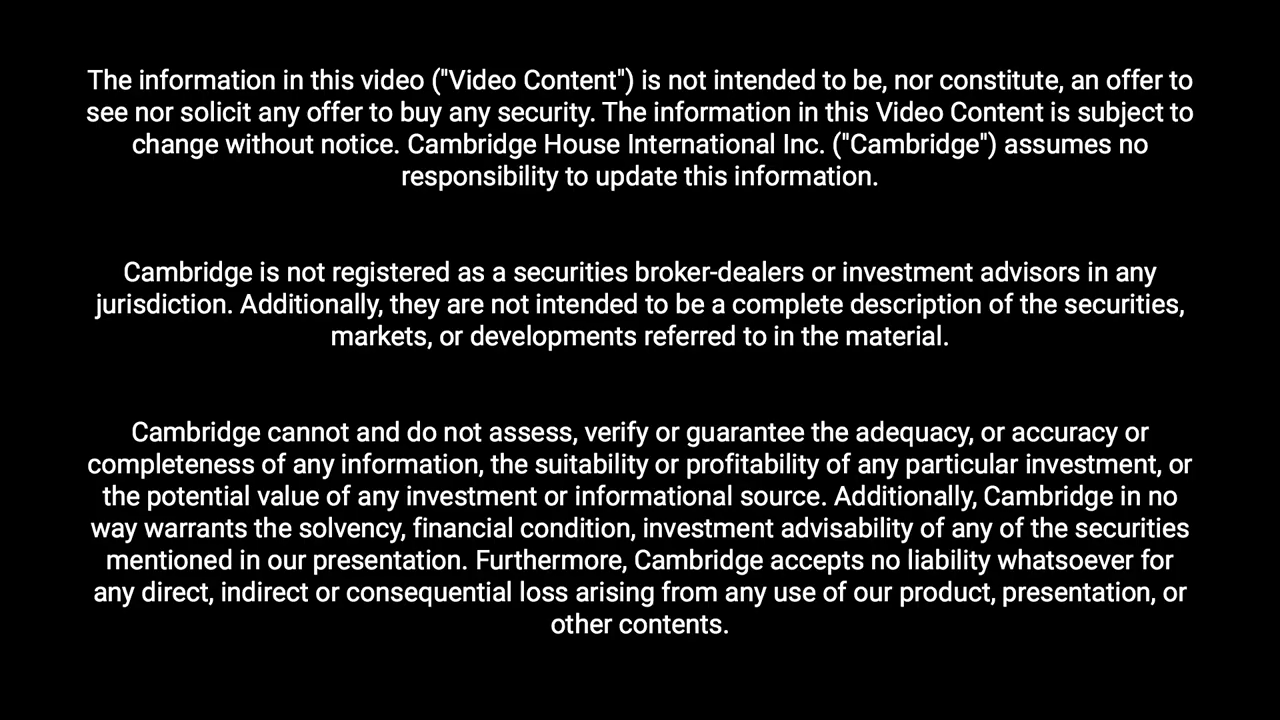 The information in this video ("Video Content") is not intended to be, nor constitute, an offer to
see nor solicit any offer to buy any security. The information in this Video Content is subject to
change without notice. Cambridge House International Inc. ("Cambridge") assumes no
responsibility to update this information.
Cambridge is not registered as a securities broker-dealers or investment advisors in any
jurisdiction. Additionally, they are not intended to be a complete description of the securities,
markets, or developments referred to in the material.
Cambridge cannot and do not assess, verify or guarantee the adequacy, or accuracy or
completeness of any information, the suitability or profitability of any particular investment, or
the potential value of any investment or informational source. Additionally, Cambridge in no
way warrants the solvency, financial condition, investment advisability of any of the securities
mentioned in our presentation. Furthermore, Cambridge accepts no liability whatsoever for
any direct, indirect or consequential loss arising from any use of our product, presentation, or
other contents.